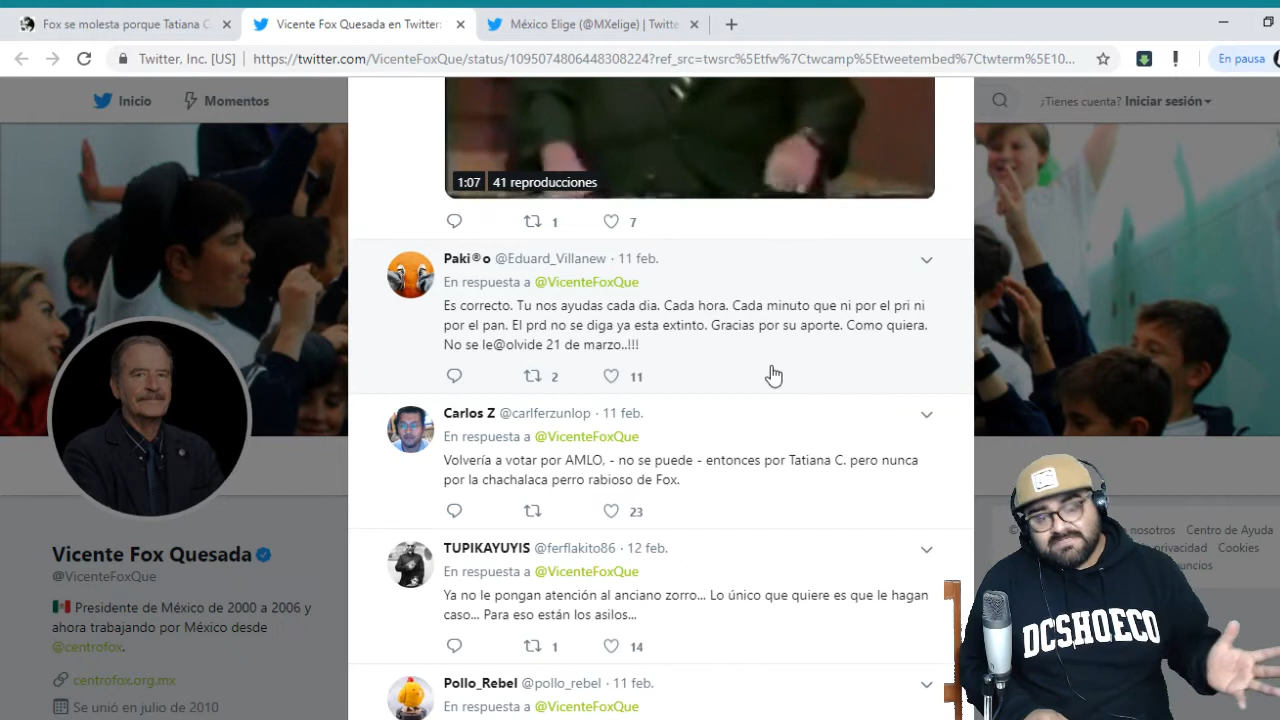 Fox se molesta porque Tatiana C
Vicente Fox Quesada en Twitter:
México Elige (@MXelige) | Twitte
Twitter, Inc. [US]
https://twitter.com/VicenteFoxQue/status/1095074806448308224?ref_src=twsrc%5Etfw%7Ctwcamp%5Etweetembed%7Ctwterm%5E10...
En pausa
Inicio
Momentos
¿Tienes cuenta? Iniciar sesión
1:07
41 reproducciones
1
7
Paki®o @Eduard_Villanew · 11 feb.
En respuesta a @VicenteFoxQue
Es correcto. Tu nos ayudas cada dia. Cada hora. Cada minuto que ni por el pri ni
por el pan. El prd no se diga ya esta extinto. Gracias por su aporte. Como quiera.
No se le@olvide 21 de marzo..!!!
2
11
Carlos Z @carlferzunlop · 11 feb.
En respuesta a @VicenteFoxQue
Volvería a votar por AMLO, - no se puede - entonces por Tatiana C. pero nunca
por la chachalaca perro rabioso de Fox.
23
TUPIKAYUYIS @ferflakito86 · 12 feb.
En respuesta a @VicenteFoxQue
Ya no le pongan atención al anciano zorro... Lo único que quiere es que le hagan
caso... Para eso están los asilos...
1
14
Pollo_Rebel @pollo_rebel · 11 feb.
En respuesta a @VicenteFoxQue
Vicente Fox Quesada
@VicenteFoxQue
Presidente de México de 2000 a 2006 y
ahora trabajando por México desde
@centrofox.
centrofox.org.mx
Se unió en julio de 2010
nosotros Centro de Ayuda
privacidad Cookies
DCSHOECO